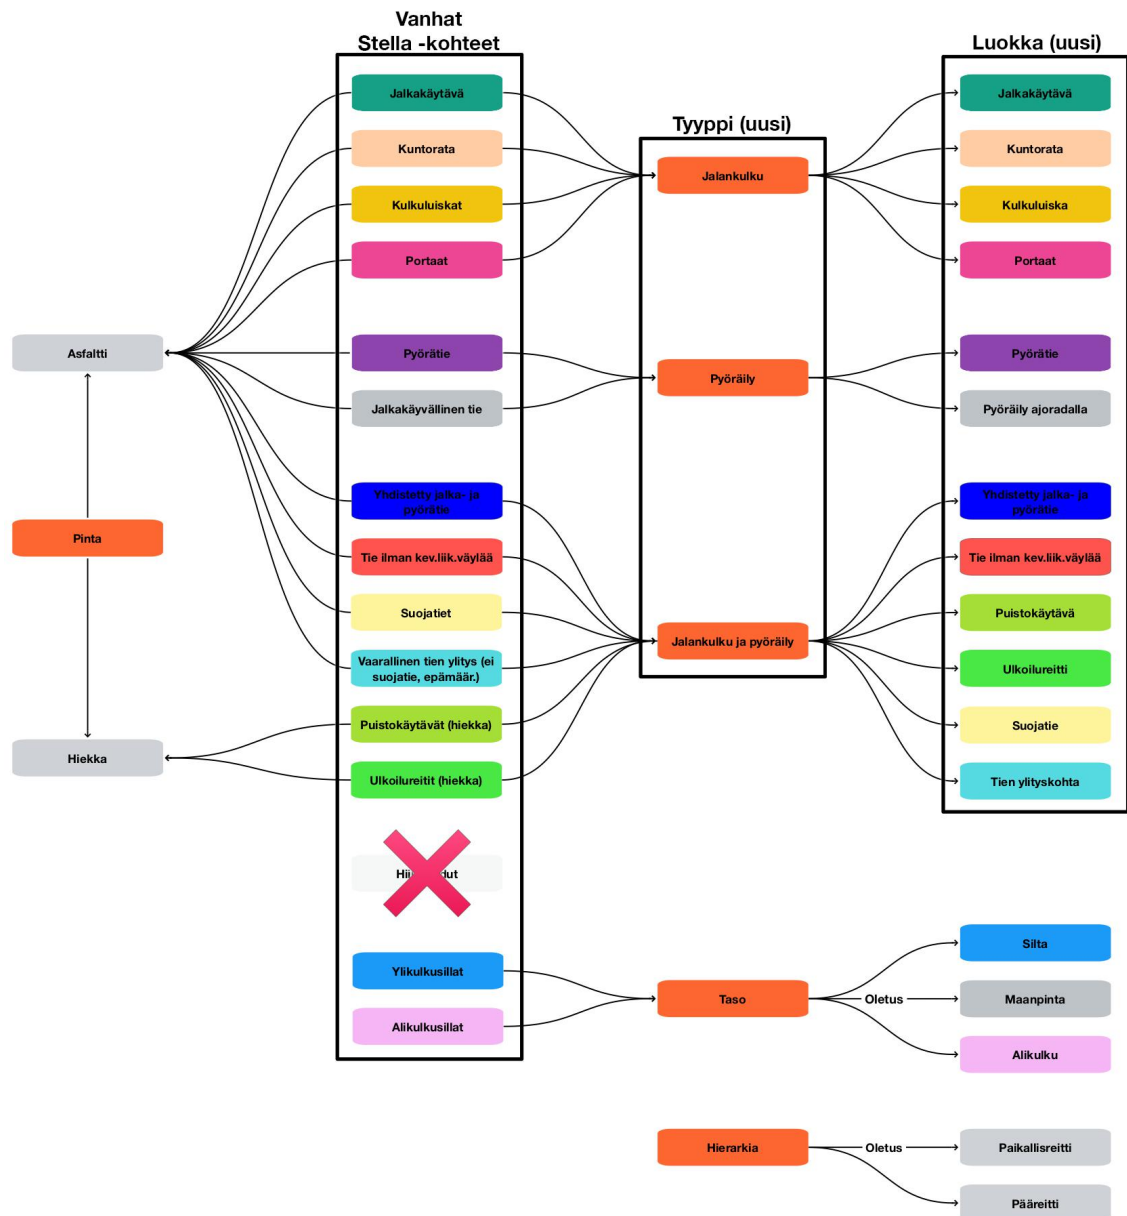 Vanhat
Stella -kohteet
Luokka (uusi)
Tyyppi (uusi)
Jalkakäytävä
Kuntorata
Kulkuluiskat
Portaat
Pyörätie
Jalkakäyvällinen tie
Yhdistetty jalka- ja
pyörätie
Tie ilman kev.liik.väylää
Suojatiet
Vaarallinen tien ylitys (ei
suojatie, epämäär.)
Puistokäytävät (hiekka)
Ulkoilureitit (hiekka)
Ylikulkusillat
Alikulkusillat
Asfaltti
Pinta
Hiekka
Jalankulku
Pyöräily
Jalankulku ja pyöräily
Taso
Hierarkia
Jalkakäytävä
Kuntorata
Kulkuluiska
Portaat
Pyörätie
Pyöräily ajoradalla
Yhdistetty jalka- ja
pyörätie
Tie ilman kev.liik.väylää
Puistokäytävä
Ulkoilureitti
Suojatie
Tien ylityskohta
Silta
Oletus
Maanpinta
Alikulku
Oletus
Paikallisreitti
Pääreitti